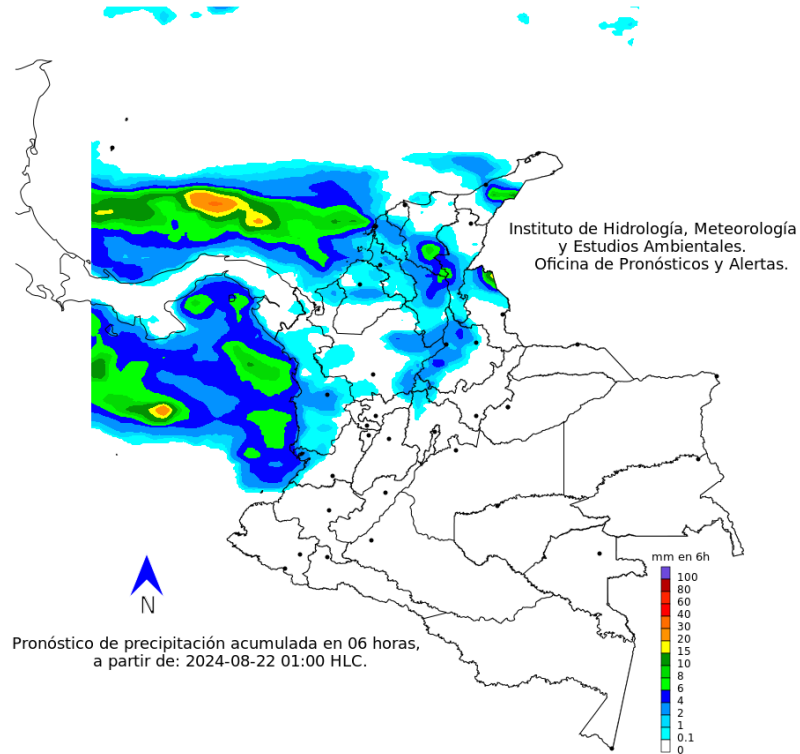 Instituto de Hidrología, Meteorología
y Estudios Ambientales.
Oficina de Pronósticos y Alertas.
mm en 6h
100
80
60
40
30
20
15
10
8
6
4
2
1
0.1
0
N
Pronóstico de precipitación acumulada en 06 horas,
a partir de: 2024-08-22 01:00 HLC.